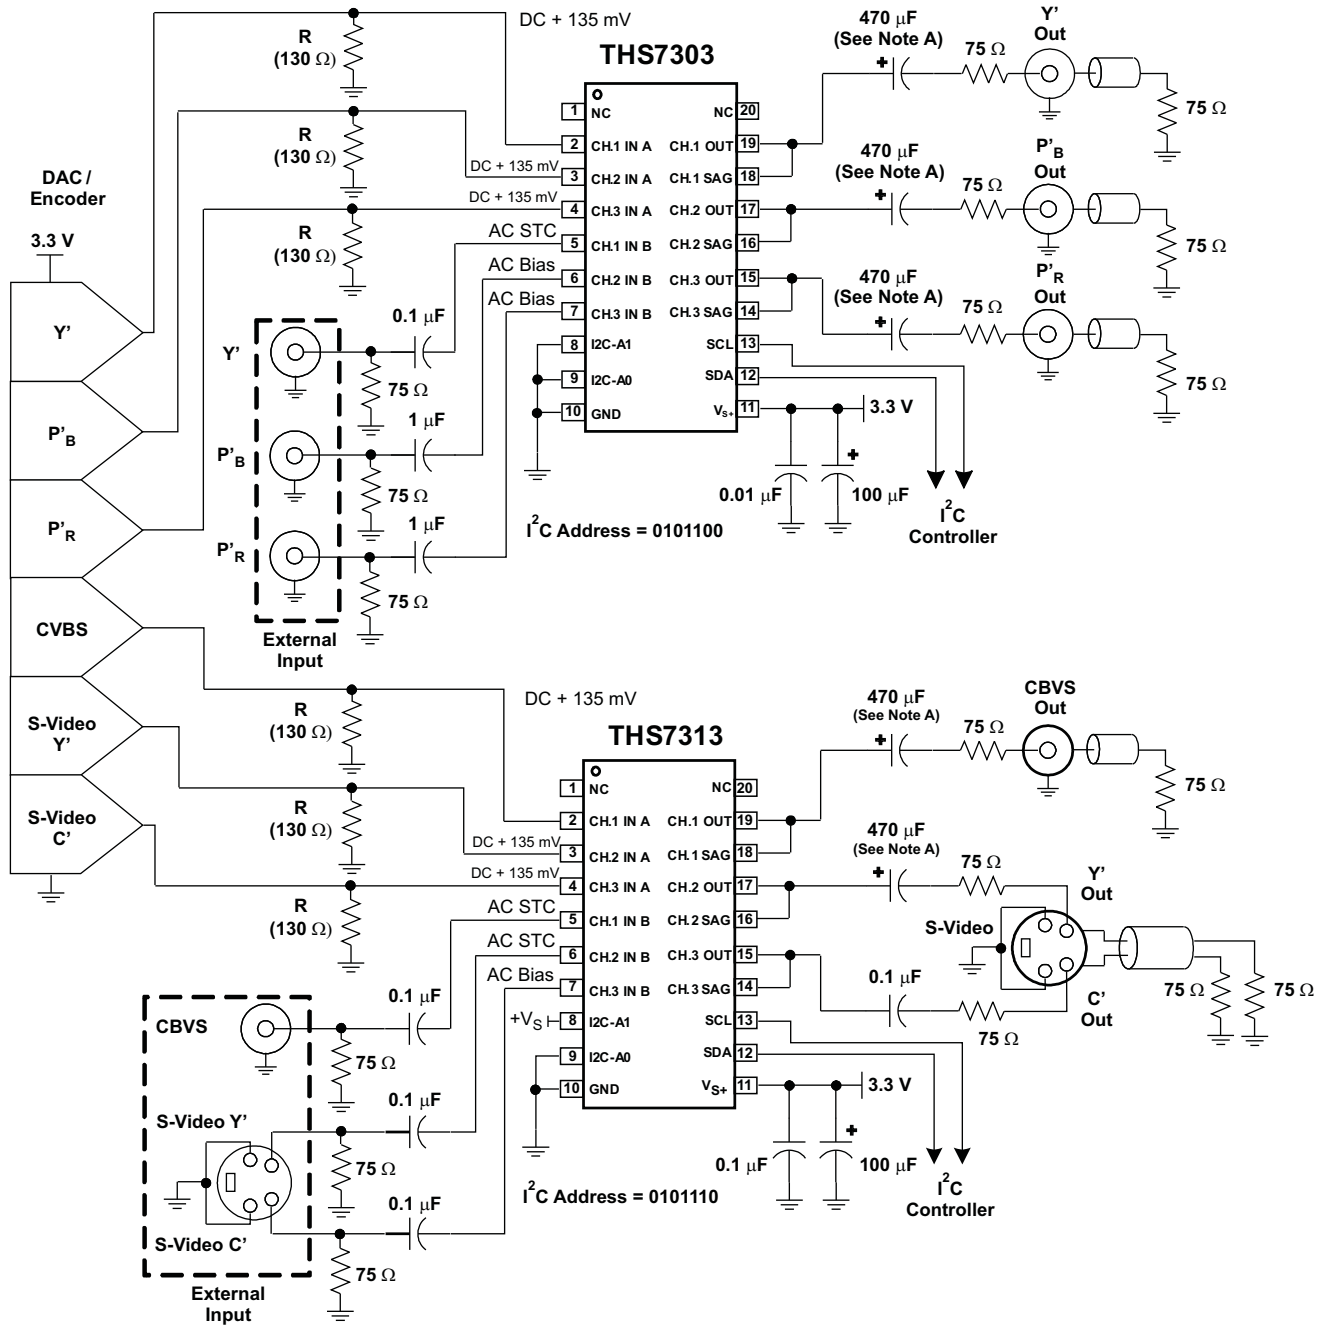 DC + 135 mV
470 µF
(See Note A)
75 Ω
Y'
Out
R
(130 Ω)
THS7303
75 Ω
1 NC
NC 20
R
(130 Ω)
2 CH.1 IN A
CH.1 OUT 19
470 µF
(See Note A)
75 Ω
P'B
Out
DC + 135 mV
3 CH.2 IN A
CH.1 SAG 18
DAC /
Encoder
DC + 135 mV
4 CH.3 IN A
CH.2 OUT 17
3.3 V
R
(130 Ω)
AC STC
5 CH.1 IN B
CH.2 SAG 16
75 Ω
AC Bias
6 CH.2 IN B
CH.3 OUT 15
470 µF
(See Note A)
75 Ω
P'R
Out
AC Bias
7 CH.3 IN B
CH.3 SAG 14
Y'
0.1 µF
Y'
8 I2C-A1
SCL 13
75 Ω
9 I2C-A0
SDA 12
75 Ω
10 GND
VS+ 11
3.3 V
P'B
1 µF
P'B
75 Ω
0.01 µF
100 µF
I2C
Controller
I2C Address = 0101100
P'R
1 µF
P'R
75 Ω
External
Input
CVBS
DC + 135 mV
470 µF
(See Note A)
75 Ω
CBVS
Out
R
(130 Ω)
THS7313
S-Video
Y'
75 Ω
1 NC
NC 20
R
(130 Ω)
2 CH.1 IN A
CH.1 OUT 19
S-Video
C'
DC + 135 mV
3 CH.2 IN A
CH.1 SAG 18
470 µF
(See Note A)
75 Ω
Y'
Out
DC + 135 mV
4 CH.3 IN A
CH.2 OUT 17
R
(130 Ω)
AC STC
5 CH.1 IN B
CH.2 SAG 16
S-Video
AC STC
6 CH.2 IN B
CH.3 OUT 15
AC Bias
7 CH.3 IN B
CH.3 SAG 14
0.1 µF
75 Ω
C'
Out
75 Ω
75 Ω
CBVS
0.1 µF
+VS
8 I2C-A1
SCL 13
75 Ω
9 I2C-A0
SDA 12
10 GND
VS+ 11
3.3 V
S-Video Y'
0.1 µF
75 Ω
0.1 µF
100 µF
I2C
Controller
I2C Address = 0101110
S-Video C'
0.1 µF
75 Ω
External
Input